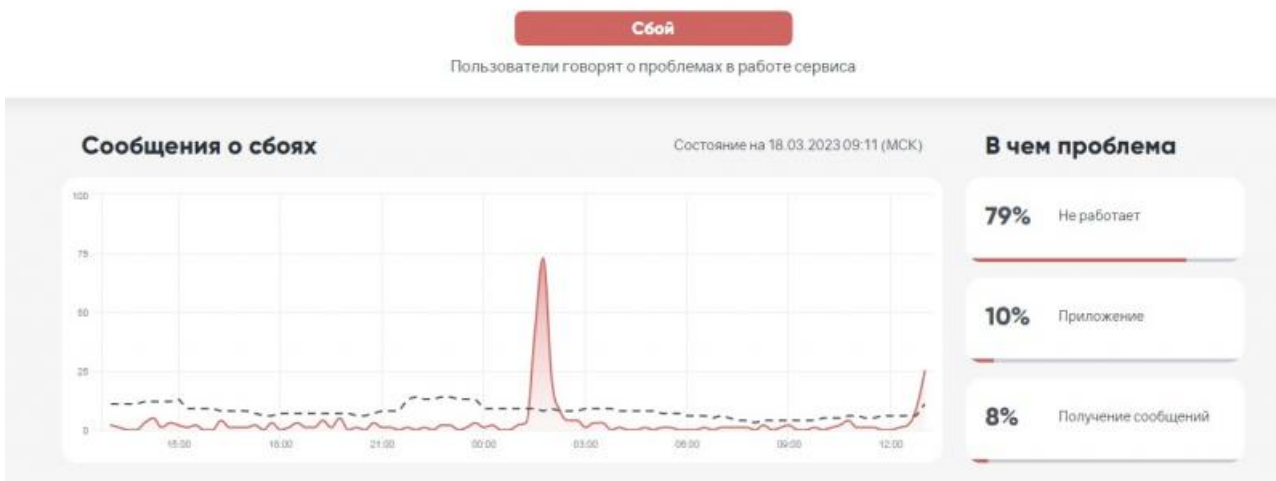 Сбой
Пользователи говорят о проблемах в работе сервиса
Сообщения о сбоях
Состояние на 18.03.2023 09:11 (МСК)
100
75
50
25
0
15:00 18:00 21:00 00:00 03:00 06:00 09:00 12:00
В чем проблема
79% Не работает
10% Приложение
8% Получение сообщений